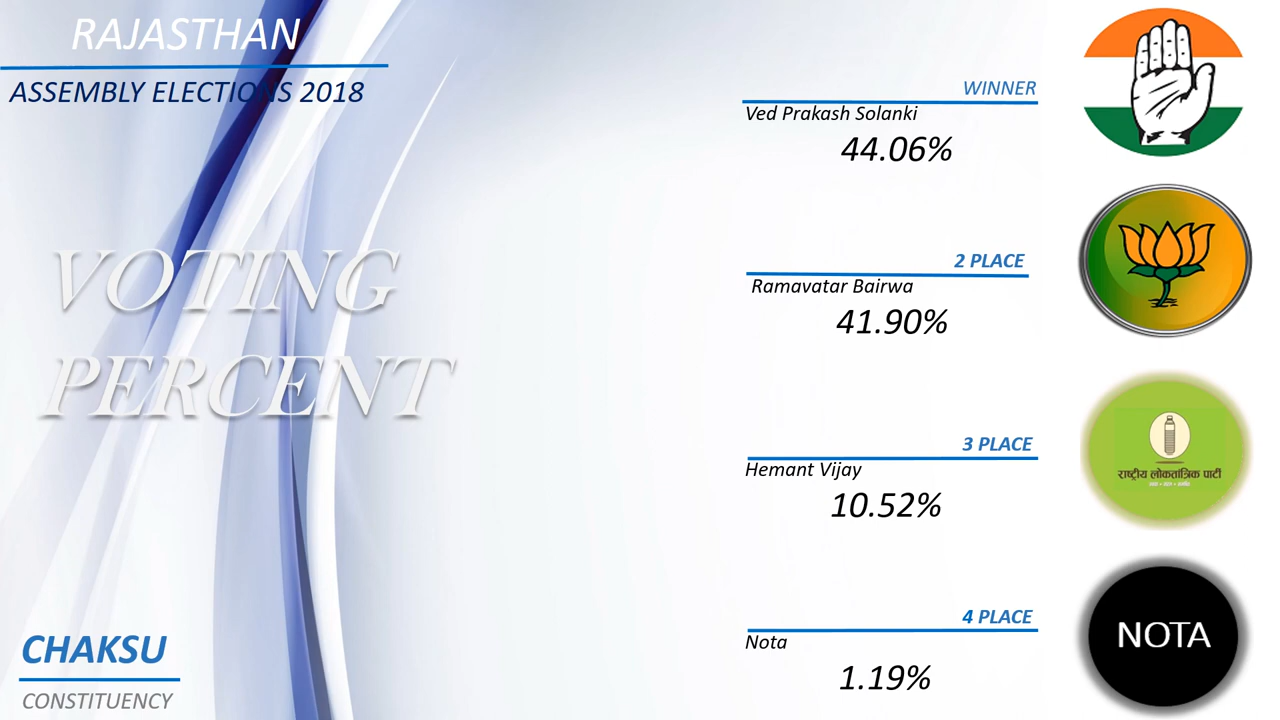 RAJASTHAN
ASSEMBLY ELECTIONS 2018
VOTING
PERCENT
CHAKSU
CONSTITUENCY
WINNER
Ved Prakash Solanki
44.06%
2 PLACE
Ramavatar Bairwa
41.90%
3 PLACE
Hemant Vijay
10.52%
राष्ट्रीय लोकतांत्रिक पार्टी
4 PLACE
Nota
1.19%
NOTA